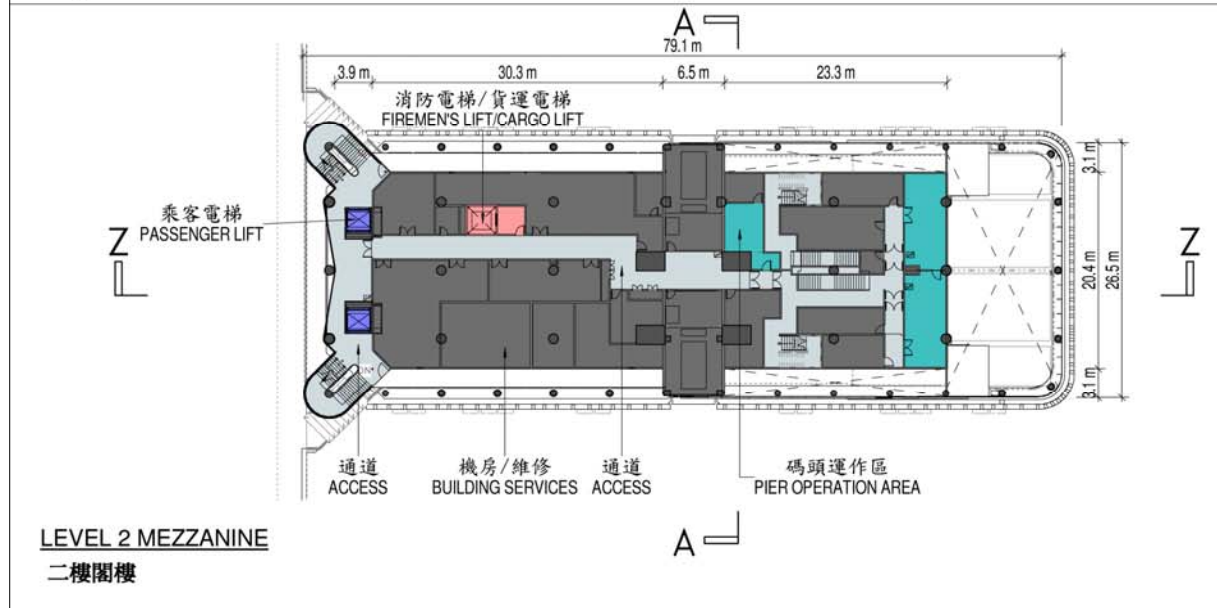 A
79.1 m
3.9 m
30.3 m
6.5 m
23.3 m
消防電梯/貨運電梯
FIREMEN'S LIFT/CARGO LIFT
3.1 m
乘客電梯
PASSENGER LIFT
Z
Z
20.4 m
26.5 m
3.1 m
DN
通道
ACCESS
機房/維修
BUILDING SERVICES
通道
ACCESS
碼頭運作區
PIER OPERATION AREA
A
LEVEL 2 MEZZANINE
二樓閣樓